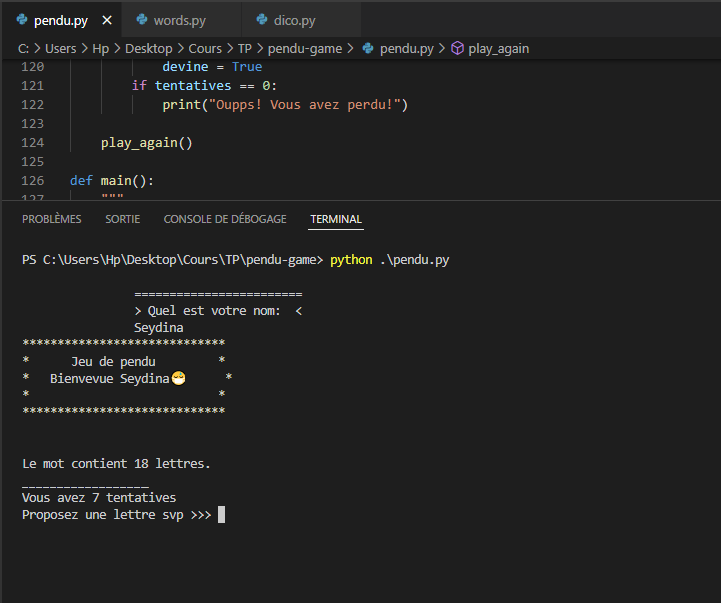 pendu.py words.py dico.py
C: > Users > Hp > Desktop > Cours > TP > pendu-game > pendu.py > play_again
120 devine = True
121 if tentatives == 0:
122 print("Oupps! Vous avez perdu!")
123
124 play_again()
125
126 def main():
127 """
PROBLÈMES SORTIE CONSOLE DE DÉBOGAGE TERMINAL
PS C:\Users\Hp\Desktop\Cours\TP\pendu-game> python .\pendu.py
========================
> Quel est votre nom: <
Seydina
*****************************
* Jeu de pendu *
* Bienvevue Seydina😷 *
* *
*****************************
Le mot contient 18 lettres.
__________________
Vous avez 7 tentatives
Proposez une lettre svp >>>